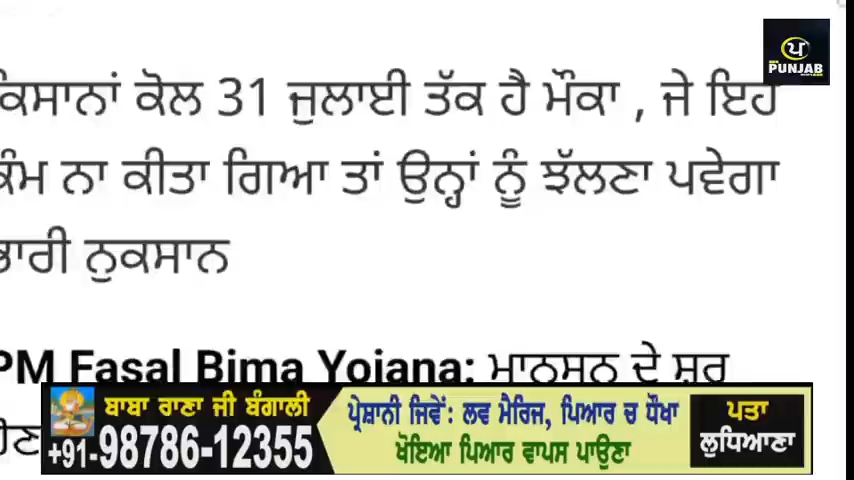 ਪ
PUNJAB
ਕਿਸਾਨਾਂ ਕੋਲ 31 ਜੁਲਾਈ ਤੱਕ ਹੈ ਮੌਕਾ , ਜੇ ਇਹ
ਕੰਮ ਨਾ ਕੀਤਾ ਗਿਆ ਤਾਂ ਉਨ੍ਹਾਂ ਨੂੰ ਝੱਲਣਾ ਪਵੇਗਾ
ਭਾਰੀ ਨੁਕਸਾਨ
PM Fasal Bima Yojana: ਮਾਨਸੂਨ ਦੇ ਸ਼ੁਰੂ
ਬਾਬਾ ਰਾਣਾ ਜੀ ਬੰਗਾਲੀ
+91-98786-12355
ਪ੍ਰੇਸ਼ਾਨੀ ਜਿਵੇਂ: ਲਵ ਮੈਰਿਜ, ਪਿਆਰ ਚ ਧੌਖਾ
ਖੋਇਆ ਪਿਆਰ ਵਾਪਸ ਪਾਉਣਾ
ਪਤਾ
ਲੁਧਿਆਣਾ